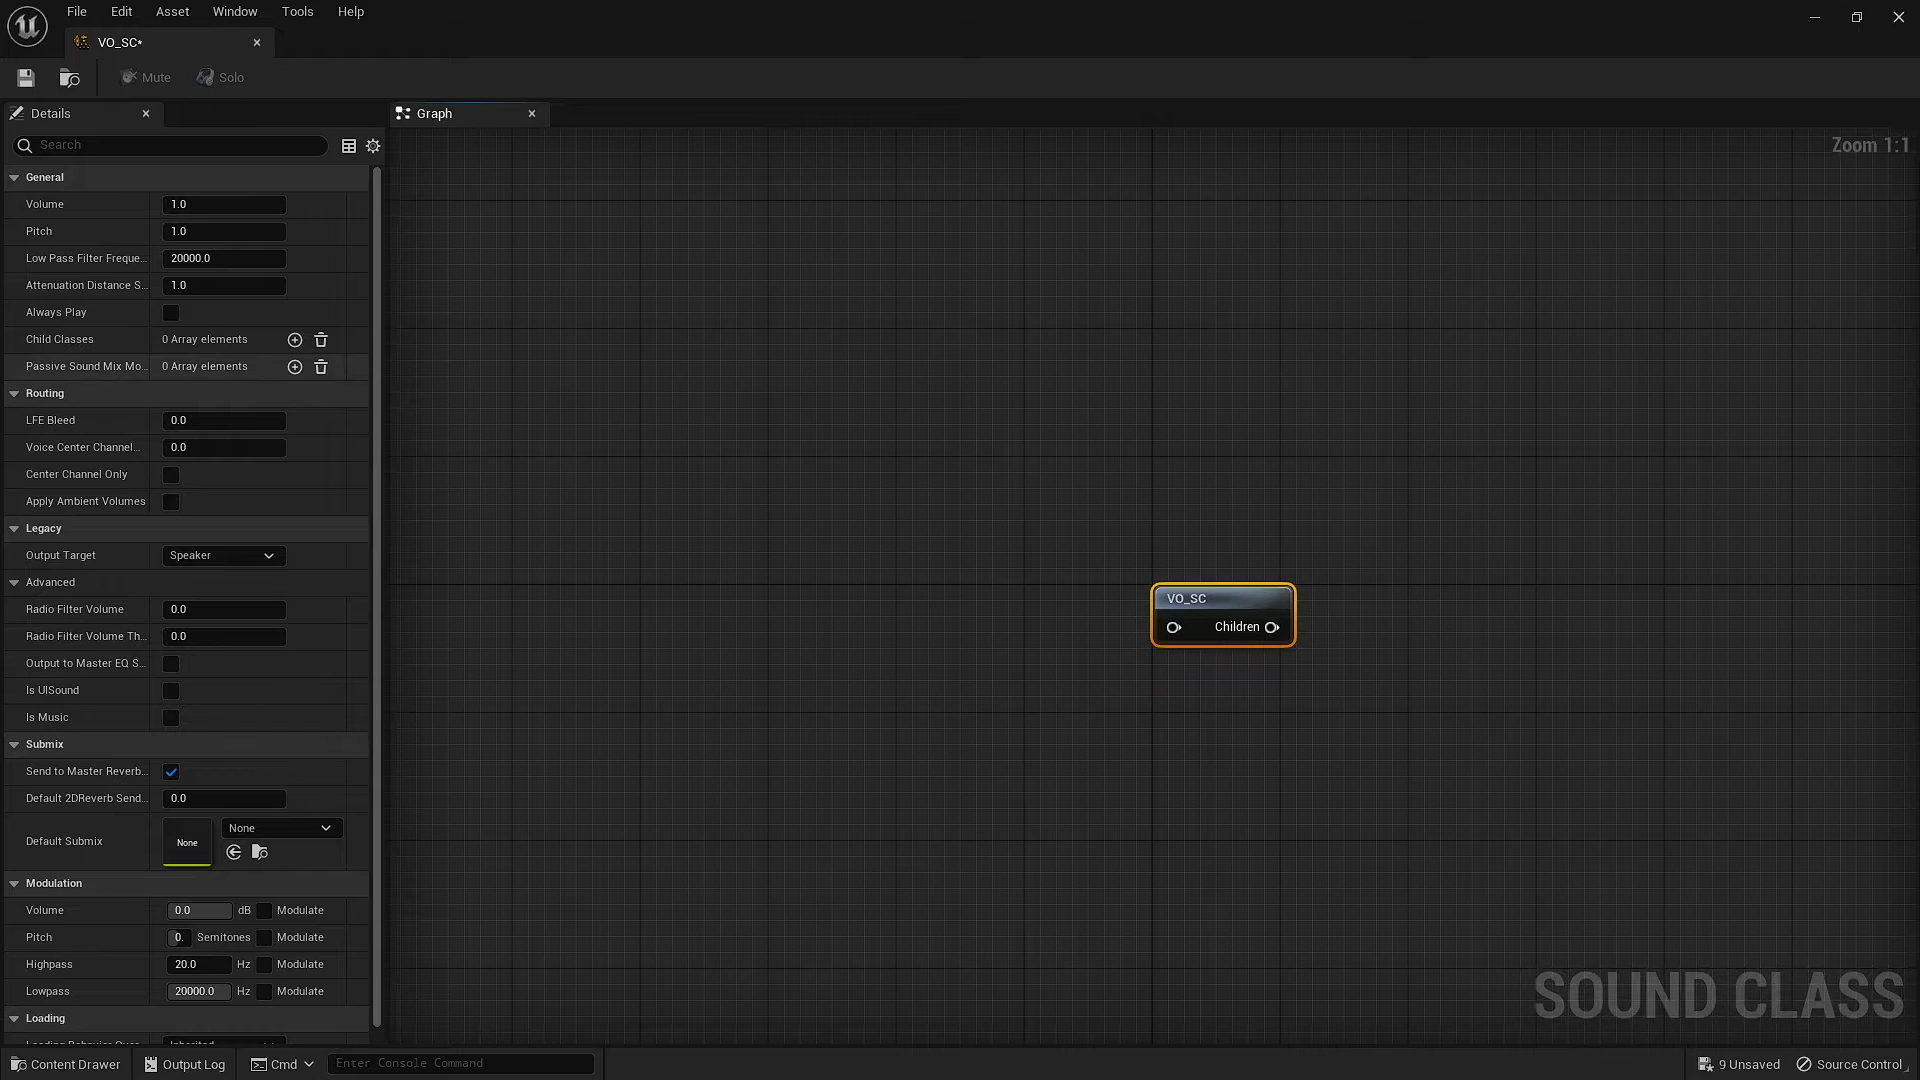 File Edit Asset Window Tools Help
VO_SC*
Mute Solo
Details
Graph
Search
Zoom 1:1
General
Volume 1.0
Pitch 1.0
Low Pass Filter Freque... 20000.0
Attenuation Distance S... 1.0
Always Play
Child Classes 0 Array elements
Passive Sound Mix Mo... 0 Array elements
Routing
LFE Bleed 0.0
Voice Center Channel... 0.0
Center Channel Only
Apply Ambient Volumes
Legacy
Output Target Speaker
Advanced
VO_SC
Radio Filter Volume 0.0
Children
Radio Filter Volume Th... 0.0
Output to Master EQ S...
Is UISound
Is Music
Submix
Send to Master Reverb...
Default 2DReverb Send... 0.0
Default Submix None None
Modulation
Volume 0.0 dB Modulate
Pitch 0. Semitones Modulate
Highpass 20.0 Hz Modulate
Lowpass 20000.0 Hz Modulate
SOUND CLASS
Loading
Content Drawer Output Log Cmd Enter Console Command 9 Unsaved Source Control